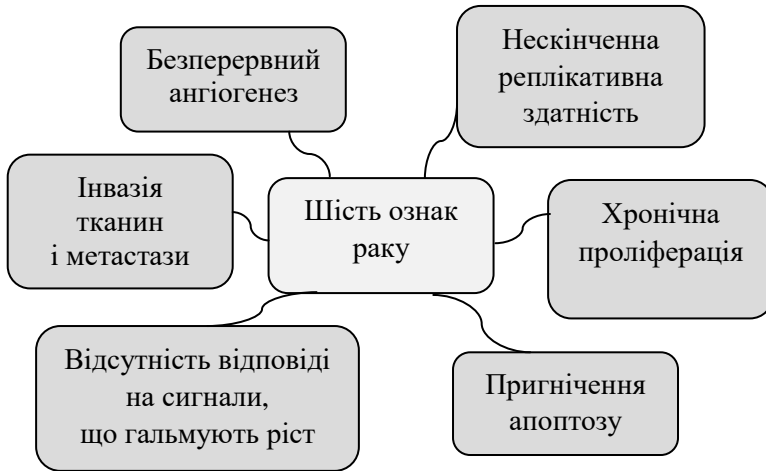 Безперервний
ангіогенез
Нескінченна
реплікативна
здатність
Інвазія
тканин
і метастази
Шість ознак
раку
Хронічна
проліферація
Відсутність відповіді
на сигнали,
що гальмують ріст
Пригнічення
апоптозу